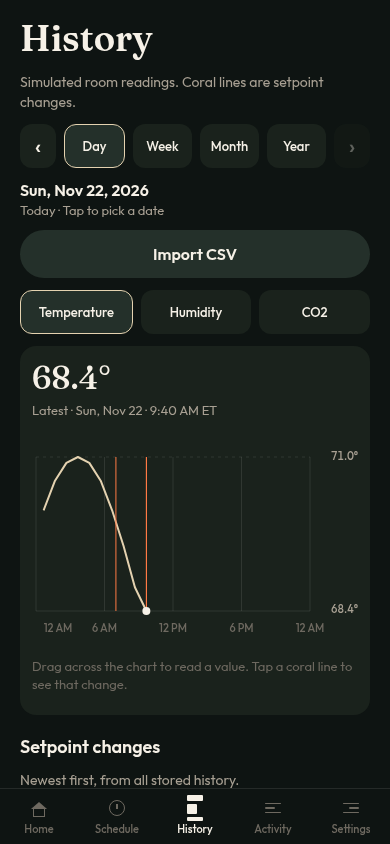 History
Simulated room readings. Coral lines are setpoint
changes.
‹ Day Week Month Year ›
Sun, Nov 22, 2026
Today · Tap to pick a date
Import CSV
Temperature Humidity CO2
68.4°
Latest · Sun, Nov 22 · 9:40 AM ET
71.0°
68.4°
12 AM 6 AM 12 PM 6 PM 12 AM
Drag across the chart to read a value. Tap a coral line to
see that change.
Setpoint changes
Newest first, from all stored history.
Home Schedule History Activity Settings